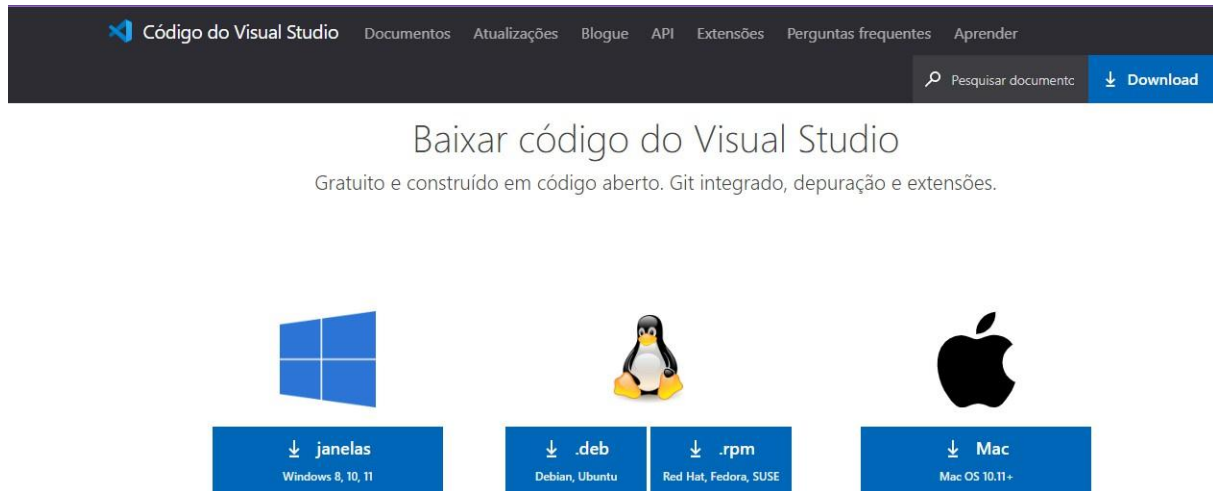 Código do Visual Studio Documentos Atualizações Blogue API Extensões Perguntas frequentes Aprender
Pesquisar documento Download
Baixar código do Visual Studio
Gratuito e construído em código aberto. Git integrado, depuração e extensões.
janelas .deb .rpm Mac
Windows 8, 10, 11 Debian, Ubuntu Red Hat, Fedora, SUSE Mac OS 10.11+